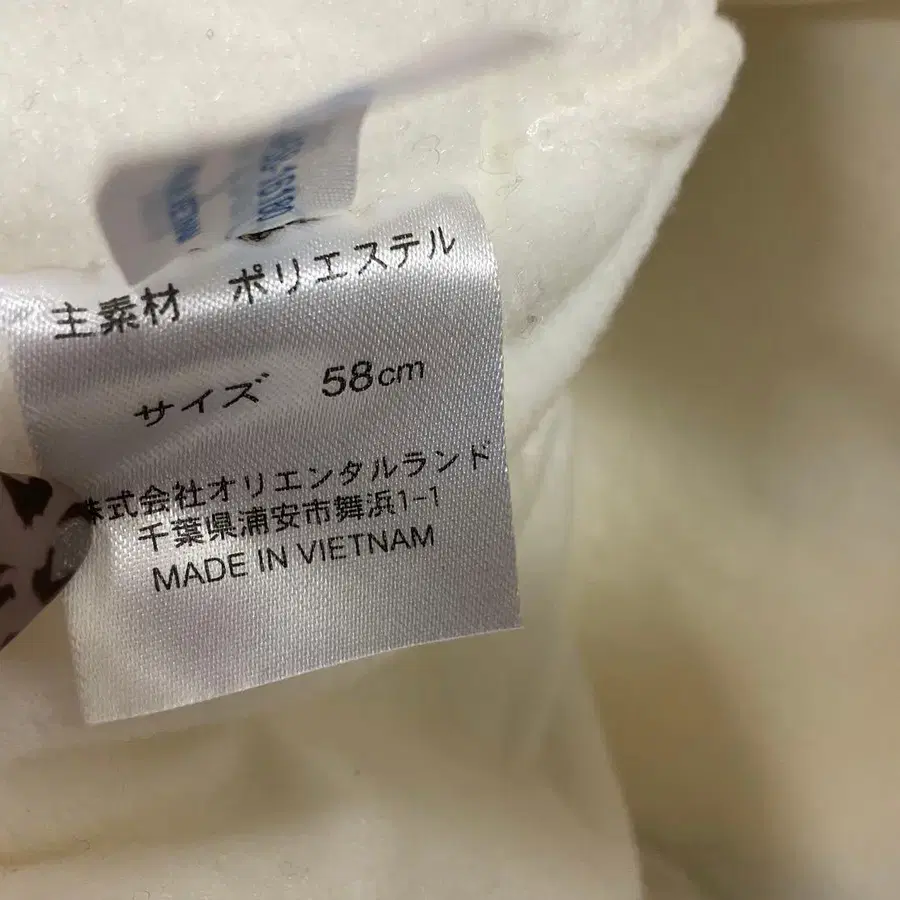 主素材 ポリエステル
サイズ 58cm
株式会社オリエンタルランド
千葉県浦安市舞浜1-1
MADE IN VIETNAM